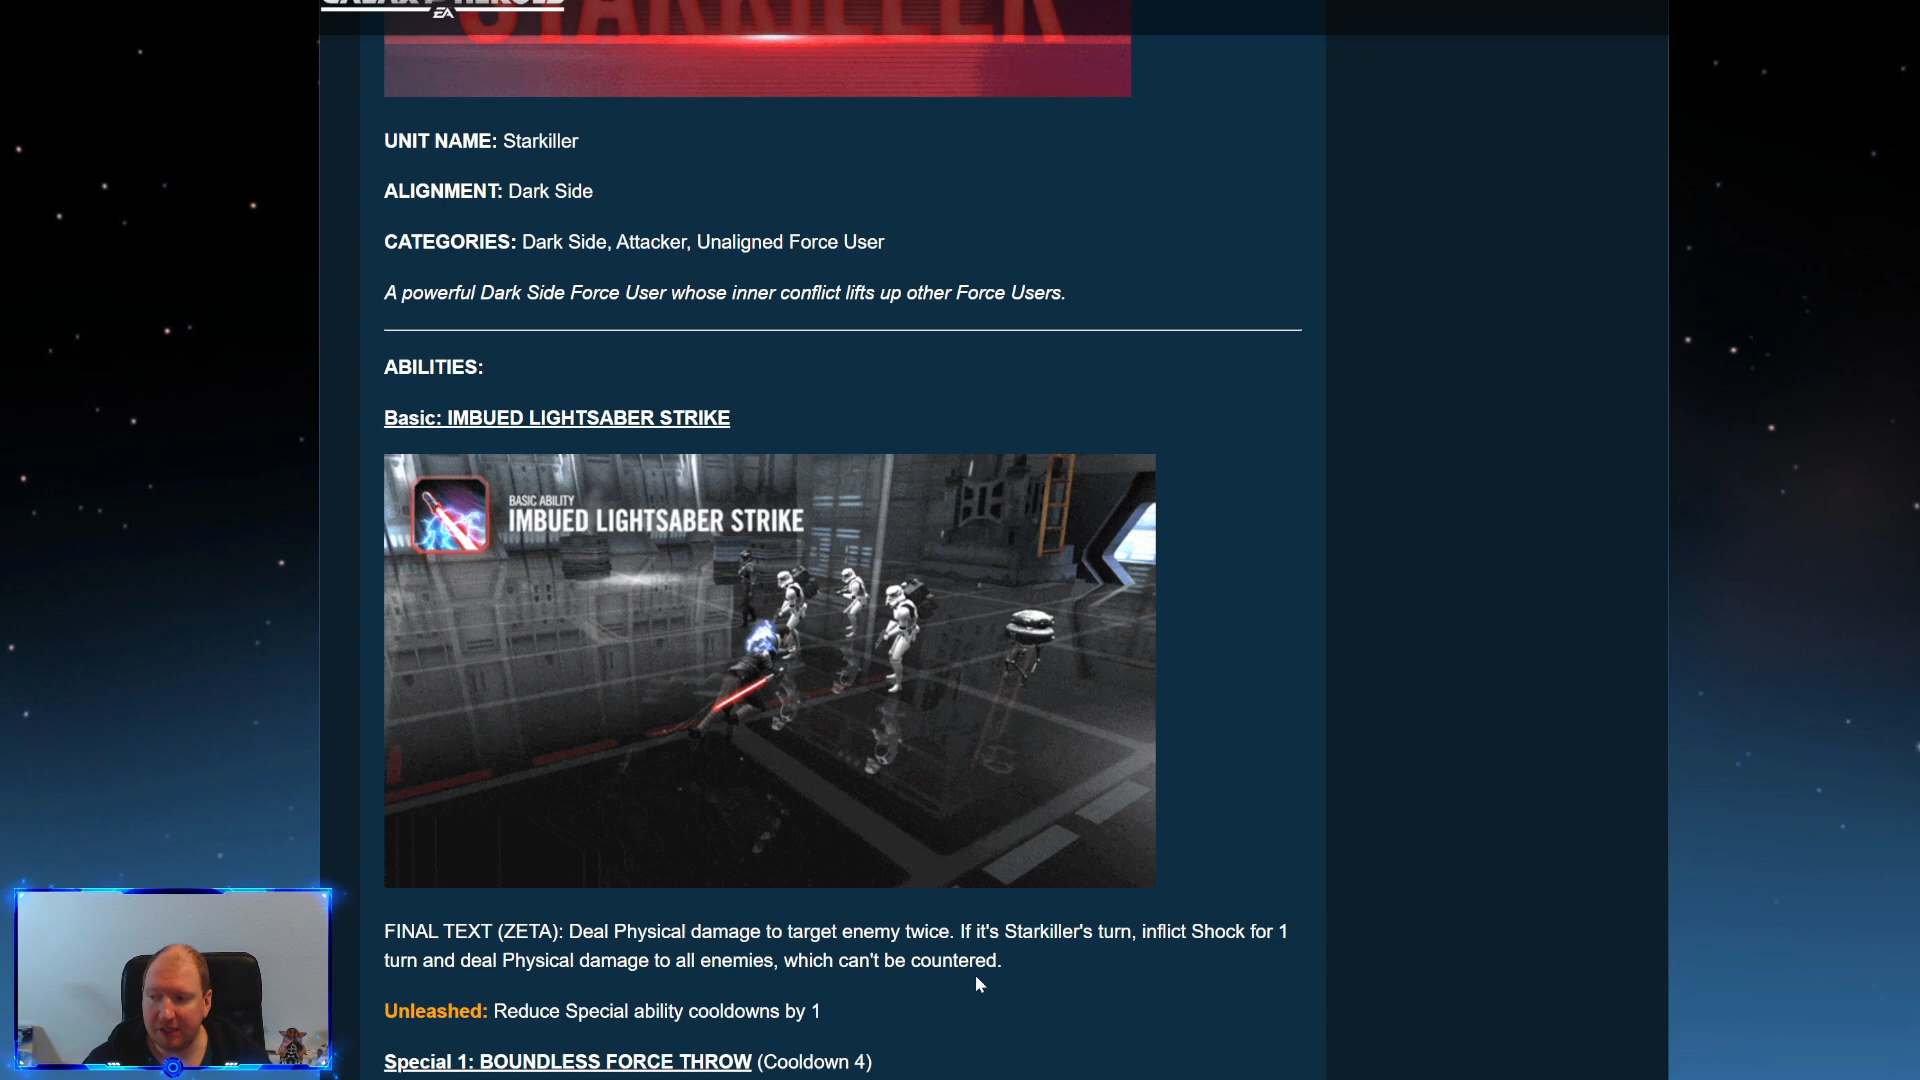 GALAXY HEROES
EA
STARKILLER
UNIT NAME: Starkiller
ALIGNMENT: Dark Side
CATEGORIES: Dark Side, Attacker, Unaligned Force User
A powerful Dark Side Force User whose inner conflict lifts up other Force Users.
ABILITIES:
Basic: IMBUED LIGHTSABER STRIKE
BASIC ABILITY
IMBUED LIGHTSABER STRIKE
FINAL TEXT (ZETA): Deal Physical damage to target enemy twice. If it's Starkiller's turn, inflict Shock for 1
turn and deal Physical damage to all enemies, which can't be countered.
Unleashed: Reduce Special ability cooldowns by 1
Special 1: BOUNDLESS FORCE THROW (Cooldown 4)